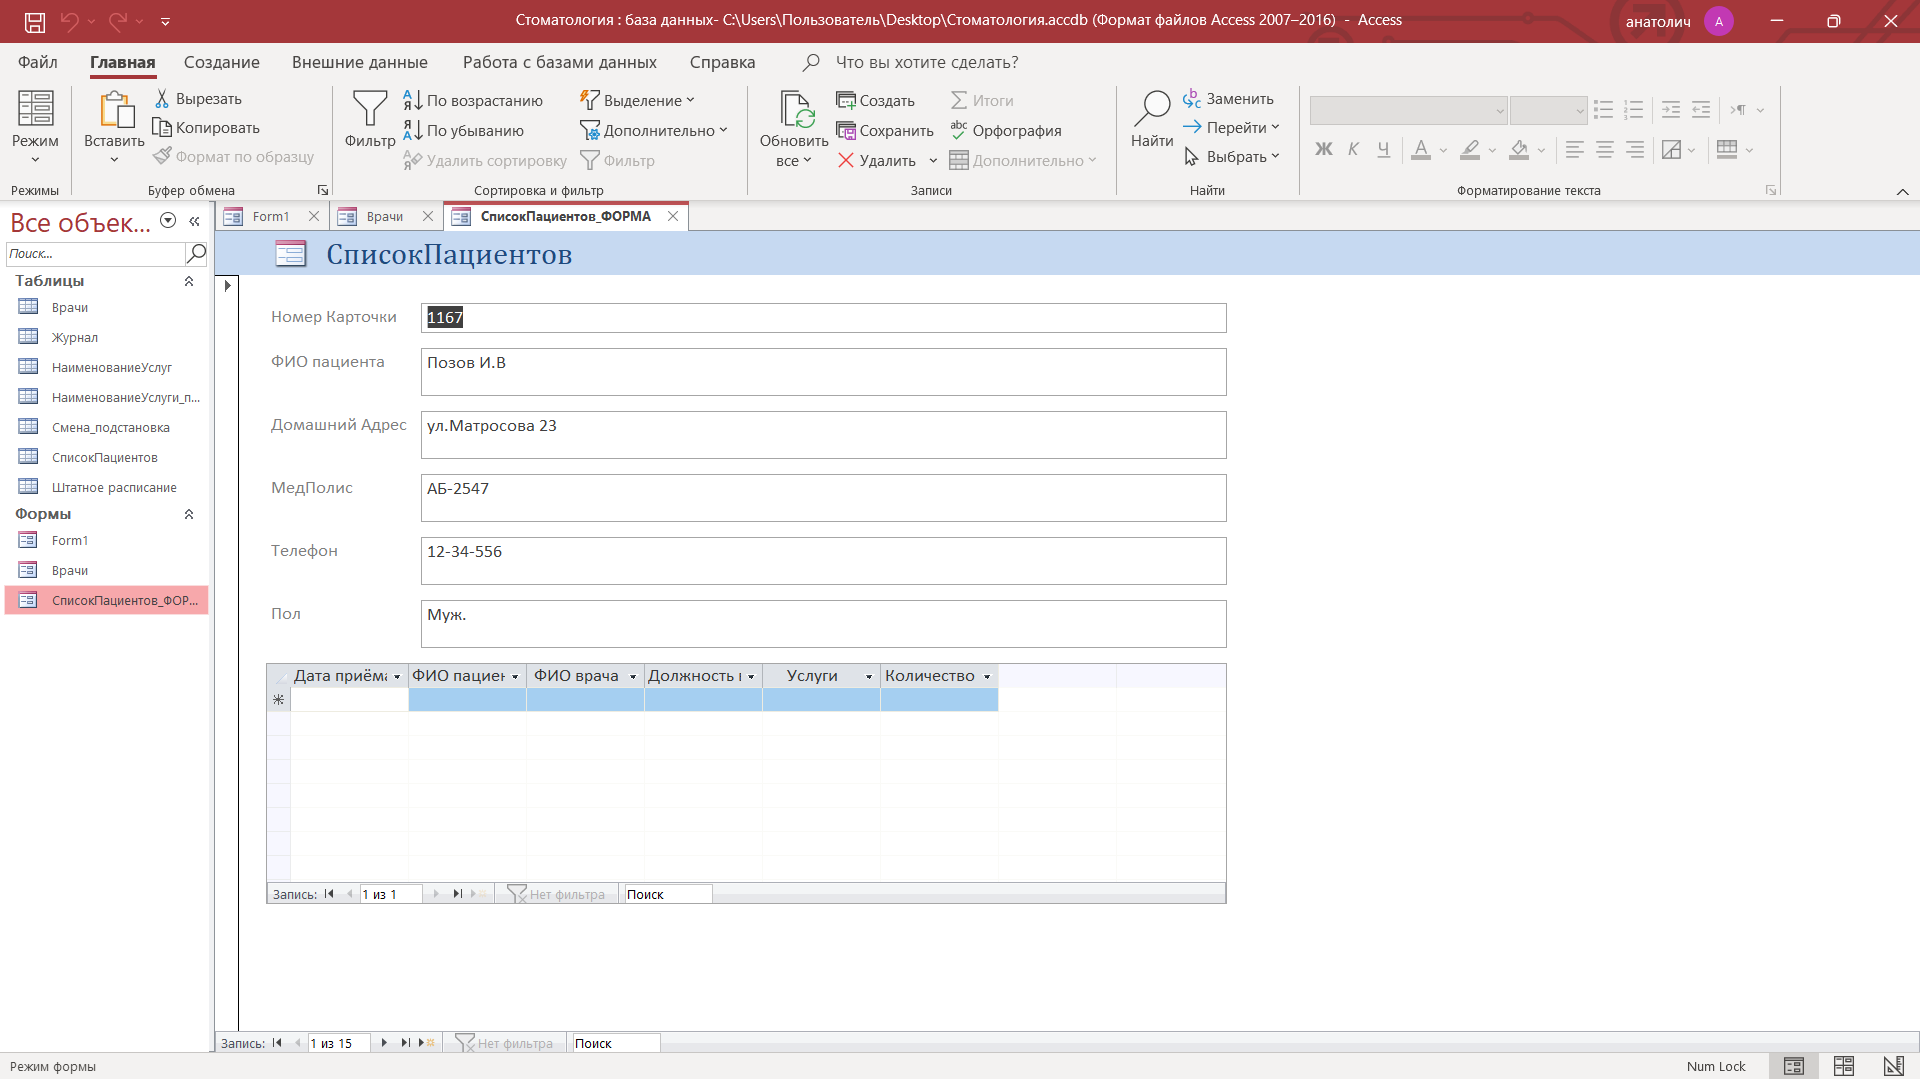 Стоматология : база данных- C:\Users\Пользователь\Desktop\Стоматология.accdb (Формат файлов Access 2007–2016) - Access
анатолич
А
Файл
Главная
Создание
Внешние данные
Работа с базами данных
Справка
Что вы хотите сделать?
Режим
Режимы
Вставить
Вырезать
Копировать
Формат по образцу
Буфер обмена
Фильтр
По возрастанию
По убыванию
Удалить сортировку
Выделение
Дополнительно
Фильтр
Сортировка и фильтр
Обновить
все
Создать
Сохранить
Удалить
Итоги
Орфография
Дополнительно
Записи
Найти
Заменить
Перейти
Выбрать
Найти
Ж К Ч
А
Форматирование текста
Все объек...
Поиск...
Таблицы
Врачи
Журнал
НаименованиеУслуг
НаименованиеУслуги_п...
Смена_подстановка
СписокПациентов
Штатное расписание
Формы
Form1
Врачи
СписокПациентов_ФОР...
Form1
Врачи
СписокПациентов_ФОРМА
СписокПациентов
Номер Карточки
1167
ФИО пациента
Позов И.В
Домашний Адрес
ул.Матросова 23
МедПолис
АБ-2547
Телефон
12-34-556
Пол
Муж.
Дата приёма
ФИО пациен
ФИО врача
Должность
Услуги
Количество
Запись:
1 из 1
Нет фильтра
Поиск
Запись:
1 из 15
Нет фильтра
Поиск
Режим формы
Num Lock